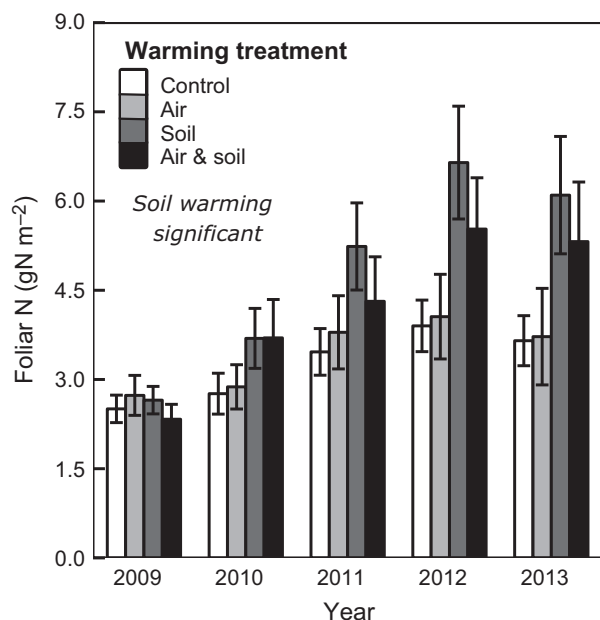 9.0
7.5
6.0
4.5
3.0
1.5
0.0
Foliar N (gN m⁻²)
Warming treatment
Control
Air
Soil
Air & soil
Soil warming
significant
2009 2010 2011 2012 2013
Year